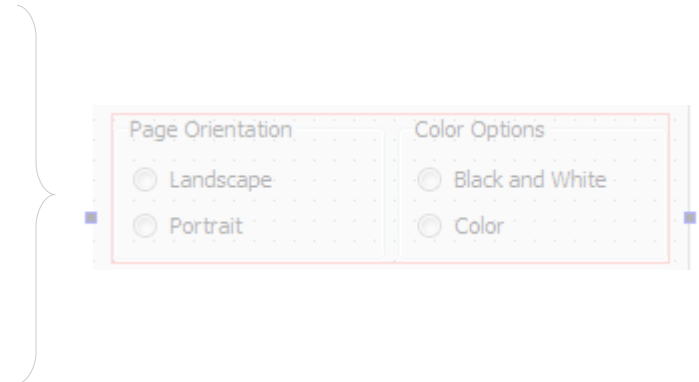 Page Orientation
Landscape
Portrait
Color Options
Black and White
Color